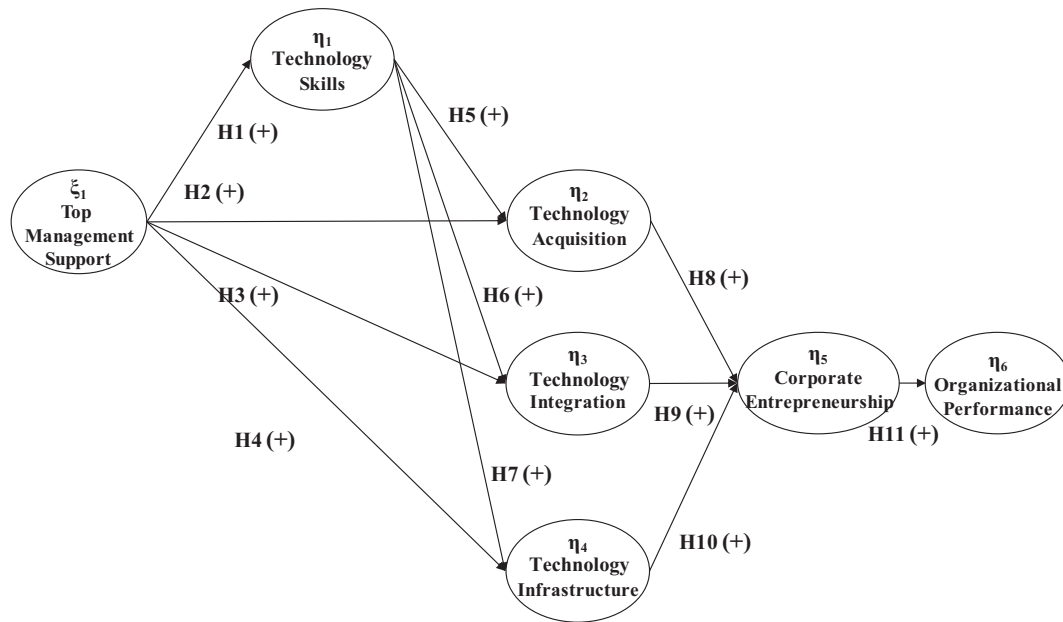 η1
Technology
Skills
H5 (+)
H1 (+)
ξ1
Top
Management
Support
H2 (+)
η2
Technology
Acquisition
H8 (+)
H3 (+)
H6 (+)
η3
Technology
Integration
H9 (+)
η5
Corporate
Entrepreneurship
η6
Organizational
Performance
H11 (+)
H4 (+)
H7 (+)
η4
Technology
Infrastructure
H10 (+)